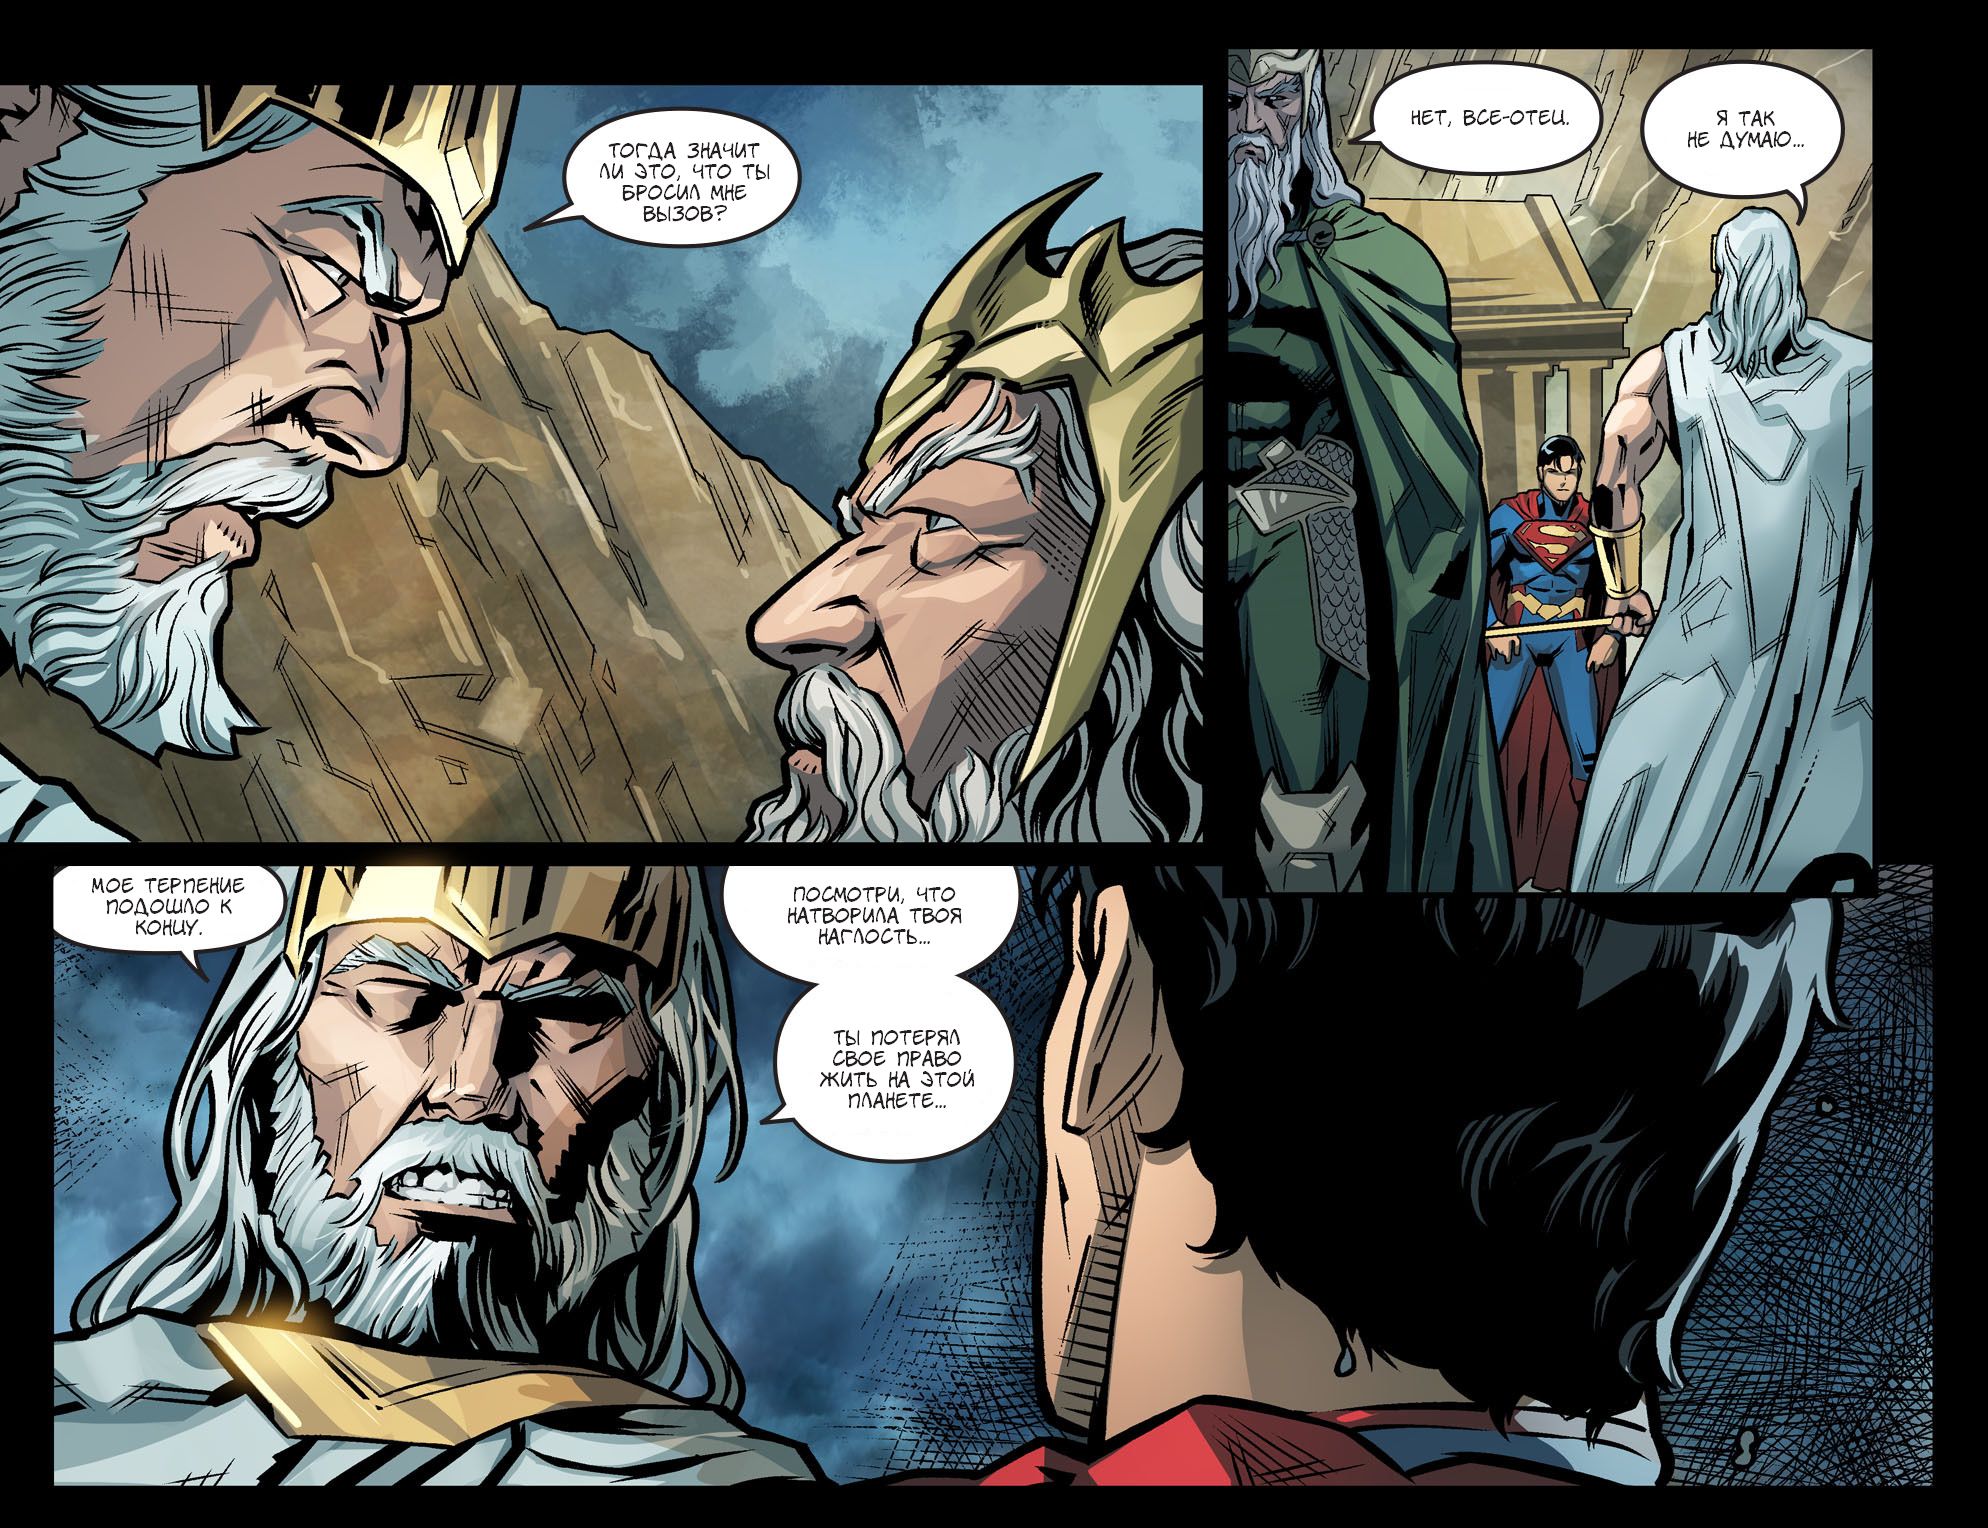 ТОГДА ЗНАЧИТ
ЛИ ЭТО, ЧТО ТЫ
БРОСИЛ МНЕ
ВЫЗОВ?
НЕТ, ВСЕ-ОТЕЦ.
Я ТАК
НЕ ДУМАЮ...
МОЕ ТЕРПЕНИЕ
ПОДОШЛО К
КОНЦУ.
ПОСМОТРИ, ЧТО
НАТВОРИЛА ТВОЯ
НАГЛОСТЬ...
ТЫ ПОТЕРЯЛ
СВОЕ ПРАВО
ЖИТЬ НА ЭТОЙ
ПЛАНЕТЕ...